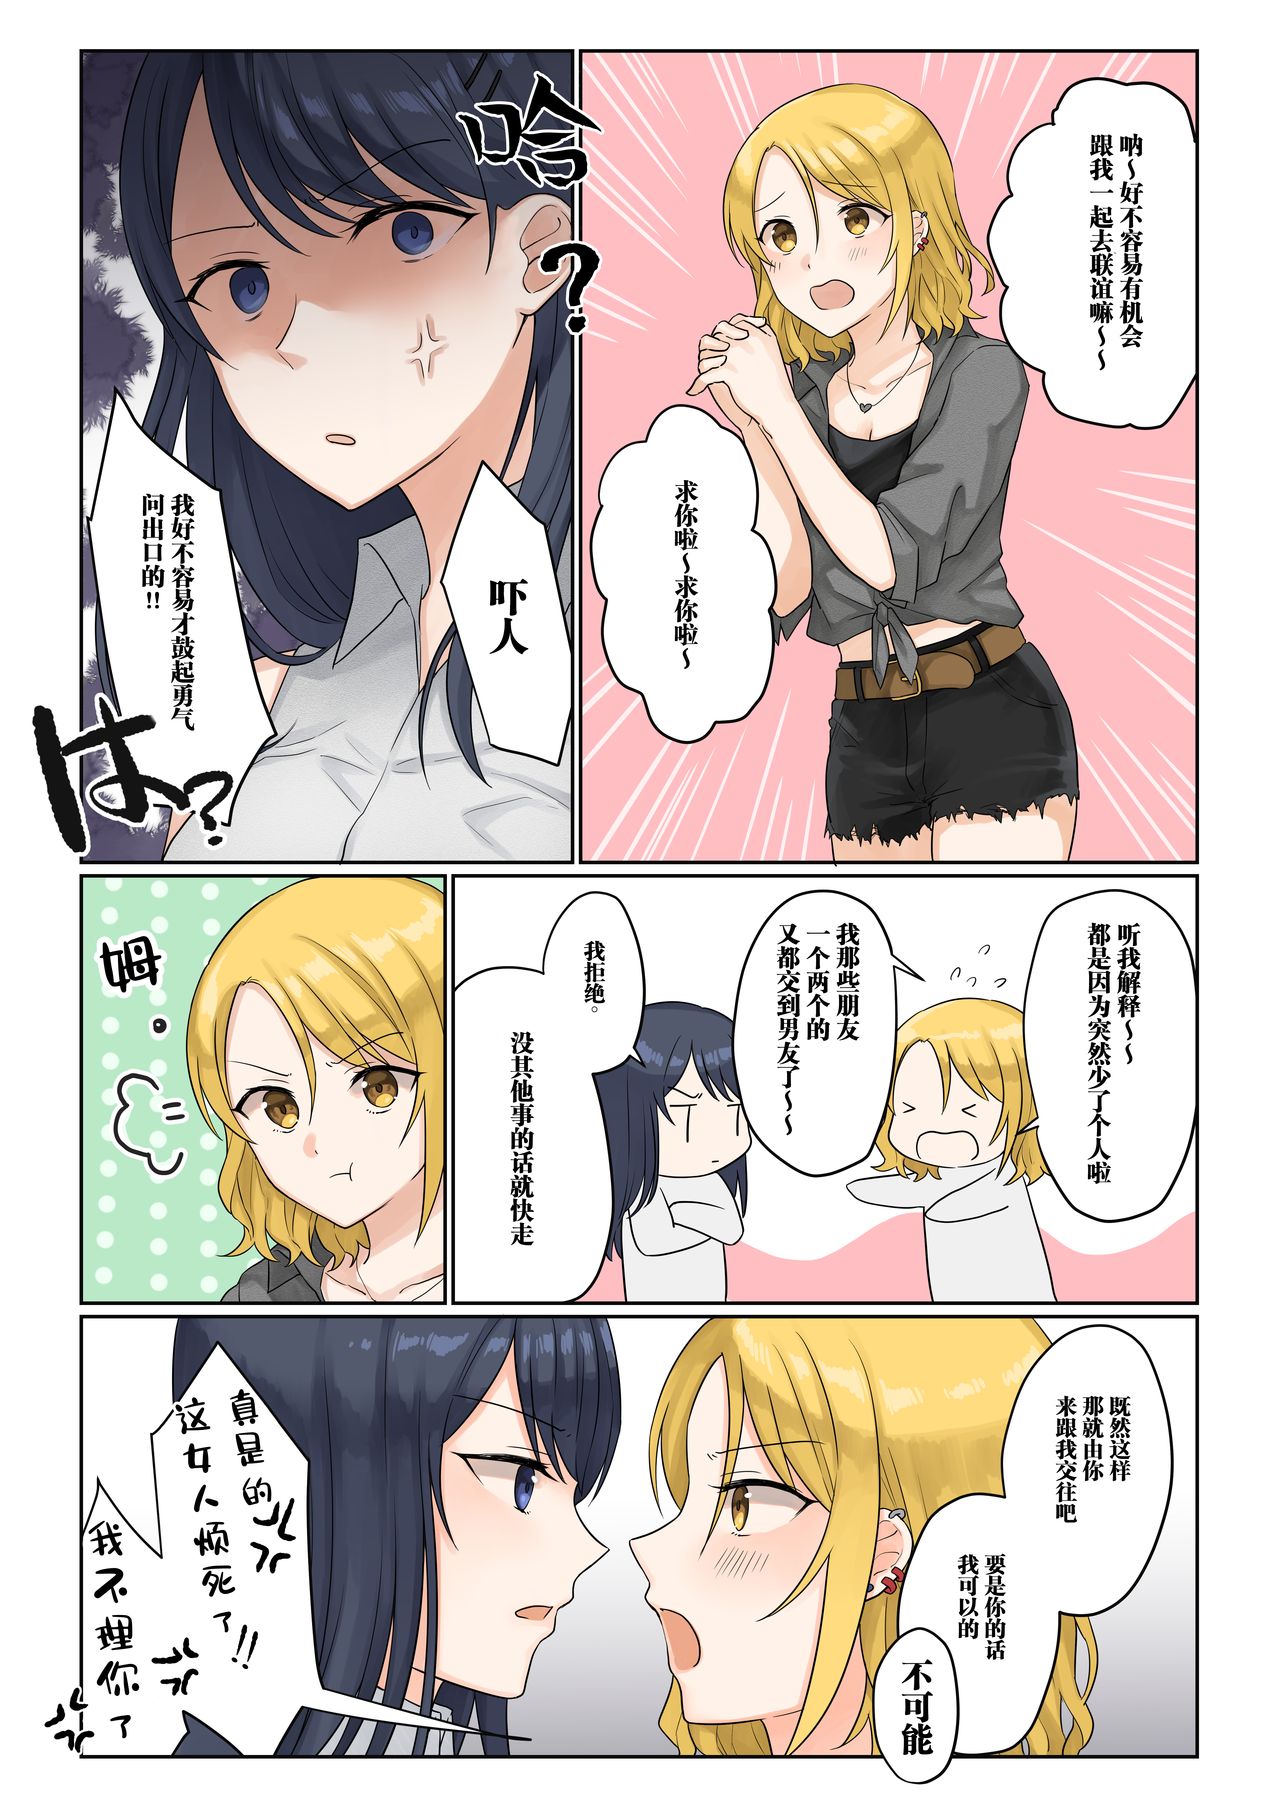 呐～好不容易有机会
跟我一起去联谊嘛～～
求你啦～求你啦～
哈？
吓人
我好不容易才鼓起勇气
问出口的!!
は？
听我解释～～
都是因为突然少了个人啦
我那些朋友
一个两个的
又都交到男友了～～
我拒绝。
没其他事的话就快走
姆．
既然这样
那就由你
来跟我交往吧
要是你的话
我可以的
不可能
真是的
这女人烦死了!!
我不理你了